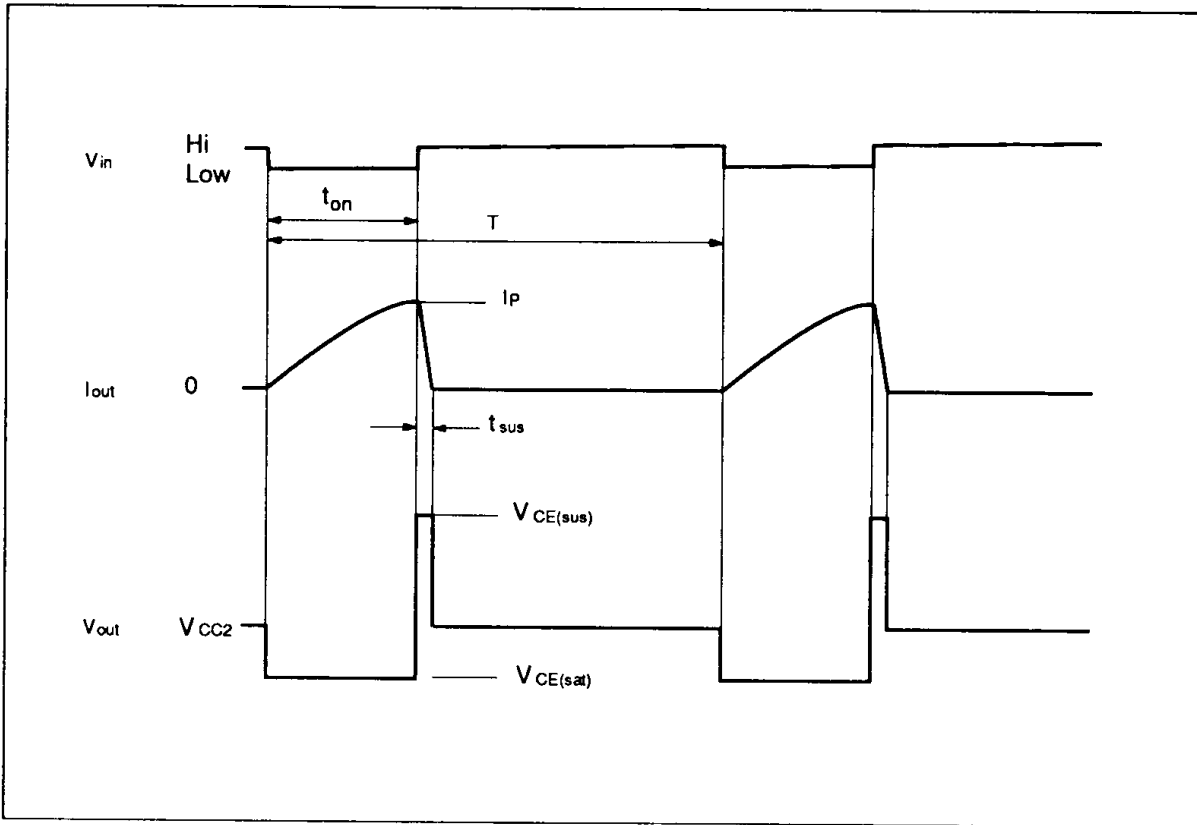 Vin
Hi
Low
ton
T
IP
Iout 0
tsus
VCE(sus)
Vout VCC2
VCE(sat)